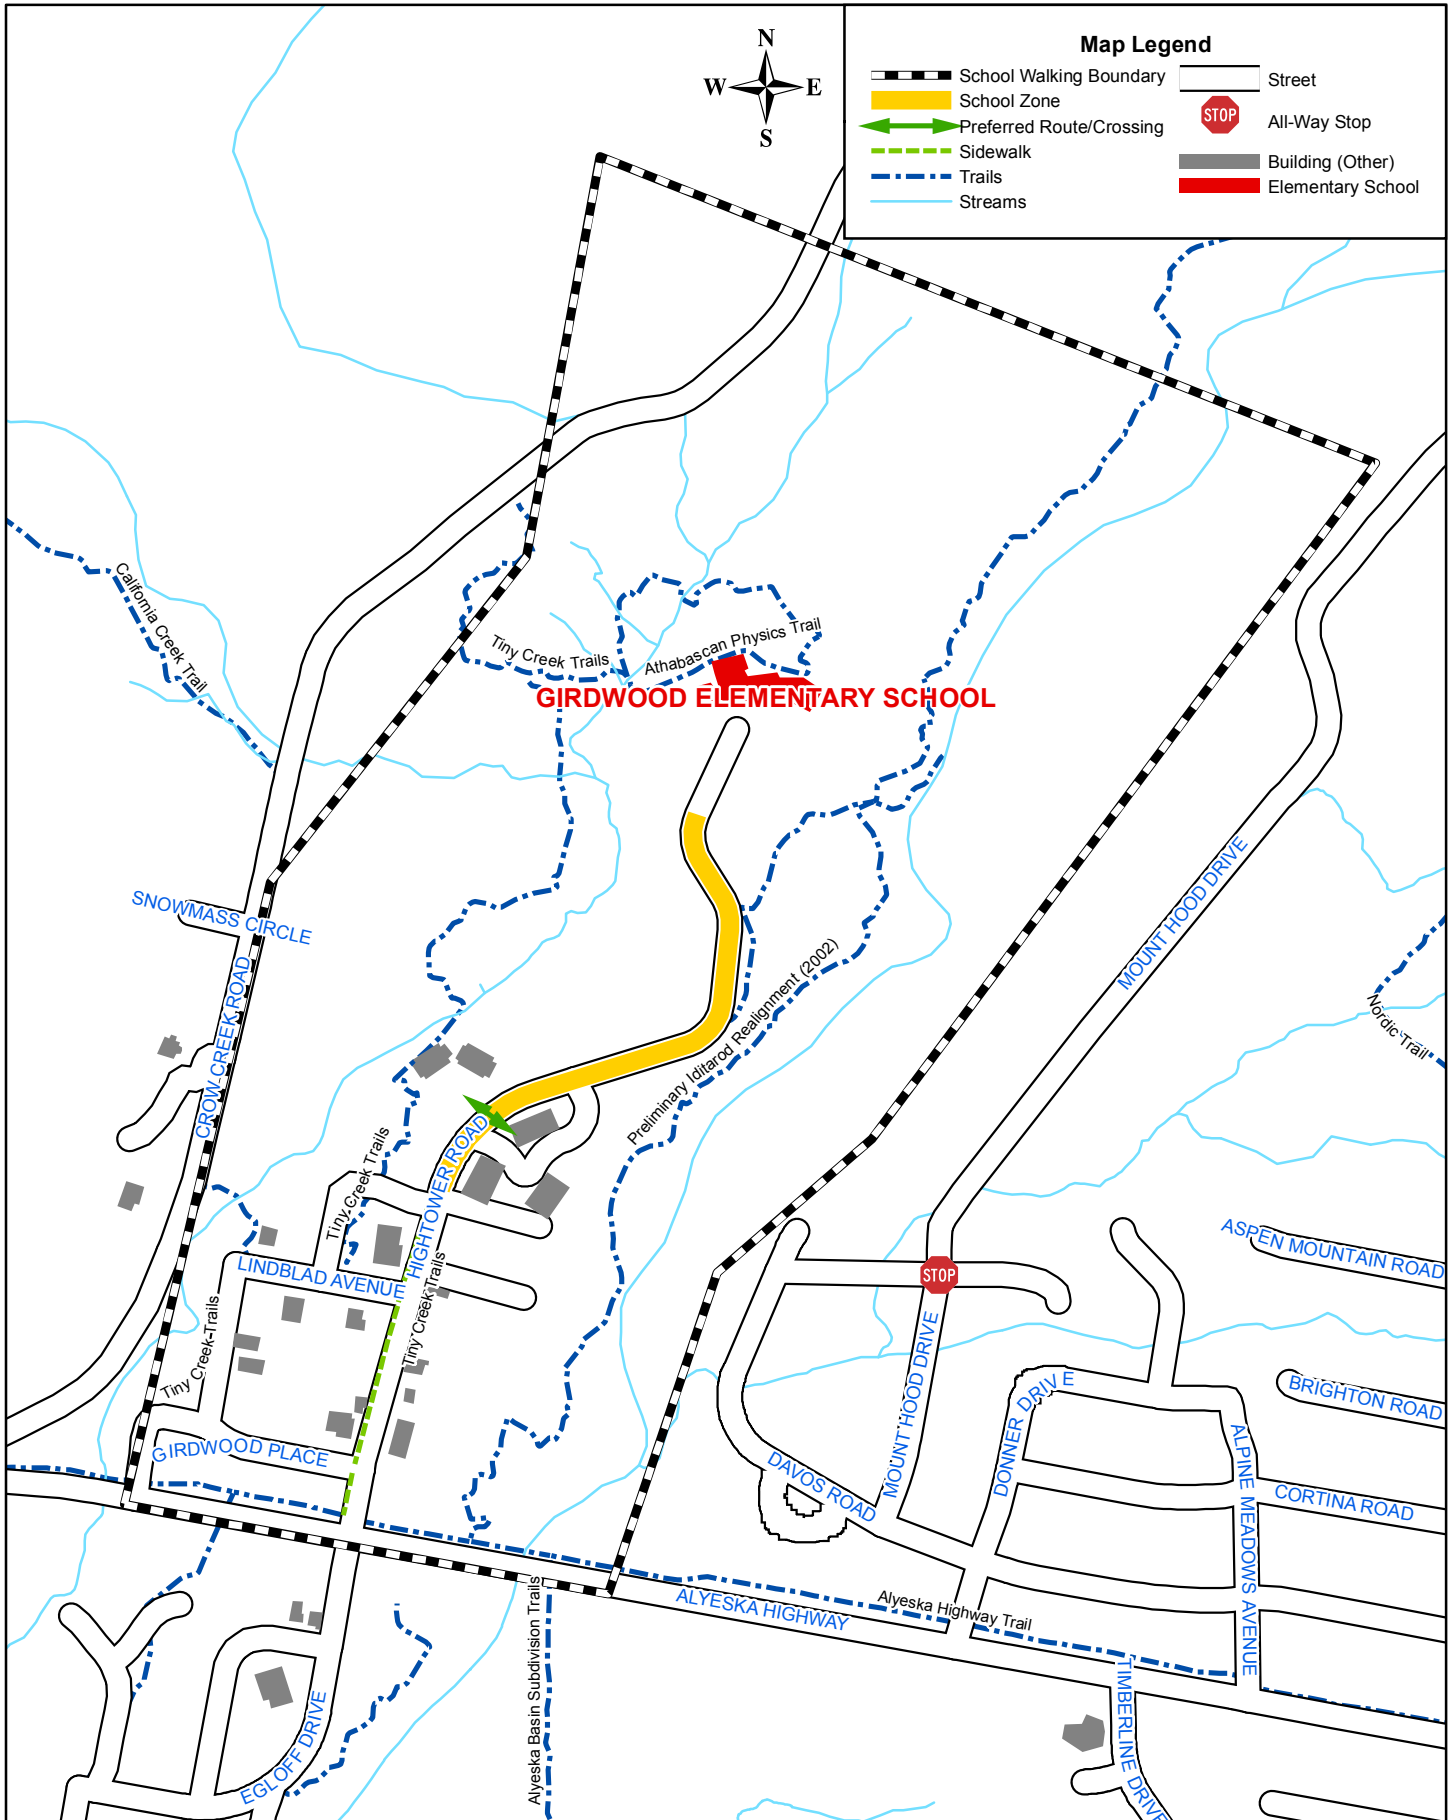 Map Legend
School Walking Boundary
School Zone
Preferred Route/Crossing
Sidewalk
Trails
Streams
Street
STOP
All-Way Stop
Building (Other)
Elementary School
N
W
E
S
California Creek Trail
Tiny Creek Trails
Athabascan Physics Trail
GIRDWOOD ELEMENTARY SCHOOL
SNOWMASS CIRCLE
CROW CREEK ROAD
MOUNT HOOD DRIVE
Nordic Trail
Preliminary Iditarod Realignment (2002)
HIGHTOWER ROAD
Tiny Creek Trails
LINDBLAD AVENUE
Tiny Creek Trails
Tiny Creek Trails
GIRDWOOD PLACE
ASPEN MOUNTAIN ROAD
STOP
MOUNT HOOD DRIVE
DONNER DRIVE
BRIGHTON ROAD
DAVOS ROAD
ALPINE MEADOWS AVENUE
CORTINA ROAD
ALYESKA HIGHWAY
Alyeska Highway Trail
Alyeska Basin Subdivision Trails
EGLOFF DRIVE
TIMBERLINE DRIVE